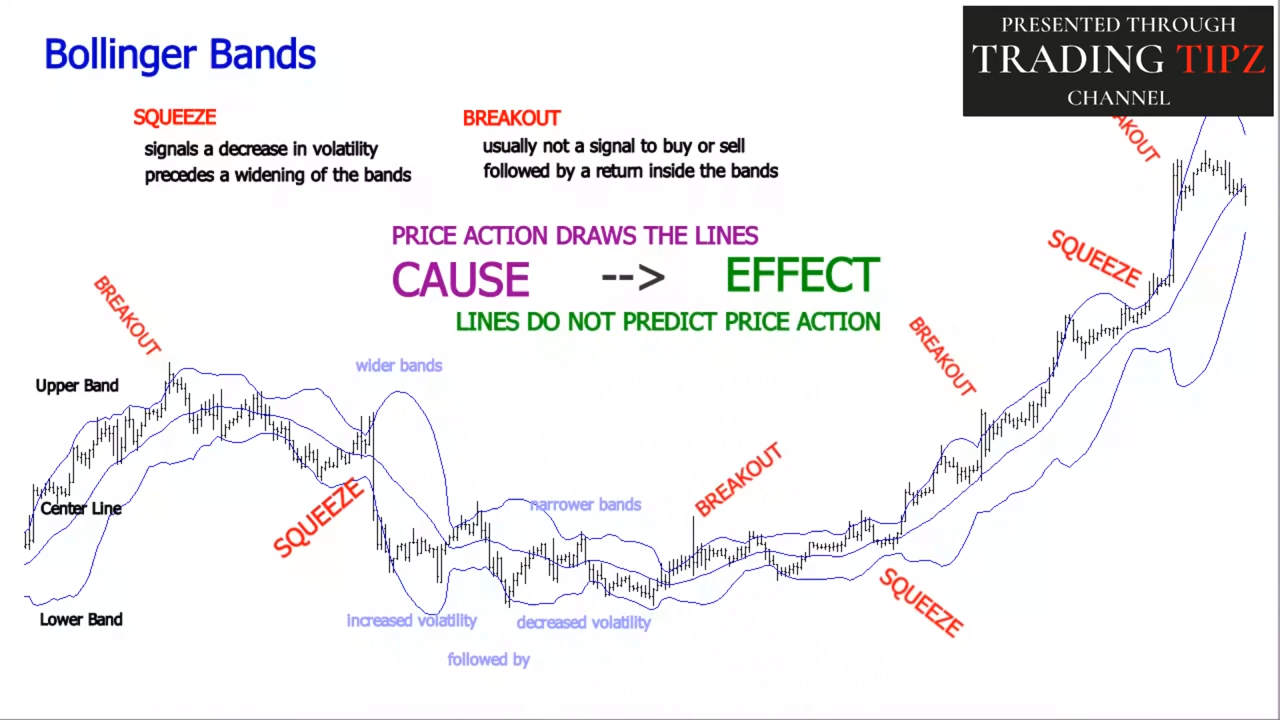 Bollinger Bands
PRESENTED THROUGH
TRADING TIPZ
CHANNEL
SQUEEZE
signals a decrease in volatility
precedes a widening of the bands
BREAKOUT
usually not a signal to buy or sell
followed by a return inside the bands
PRICE ACTION DRAWS THE LINES
CAUSE --> EFFECT
LINES DO NOT PREDICT PRICE ACTION
BREAKOUT
Upper Band
Center Line
Lower Band
SQUEEZE
wider bands
increased volatility
followed by
narrower bands
decreased volatility
BREAKOUT
BREAKOUT
SQUEEZE
SQUEEZE